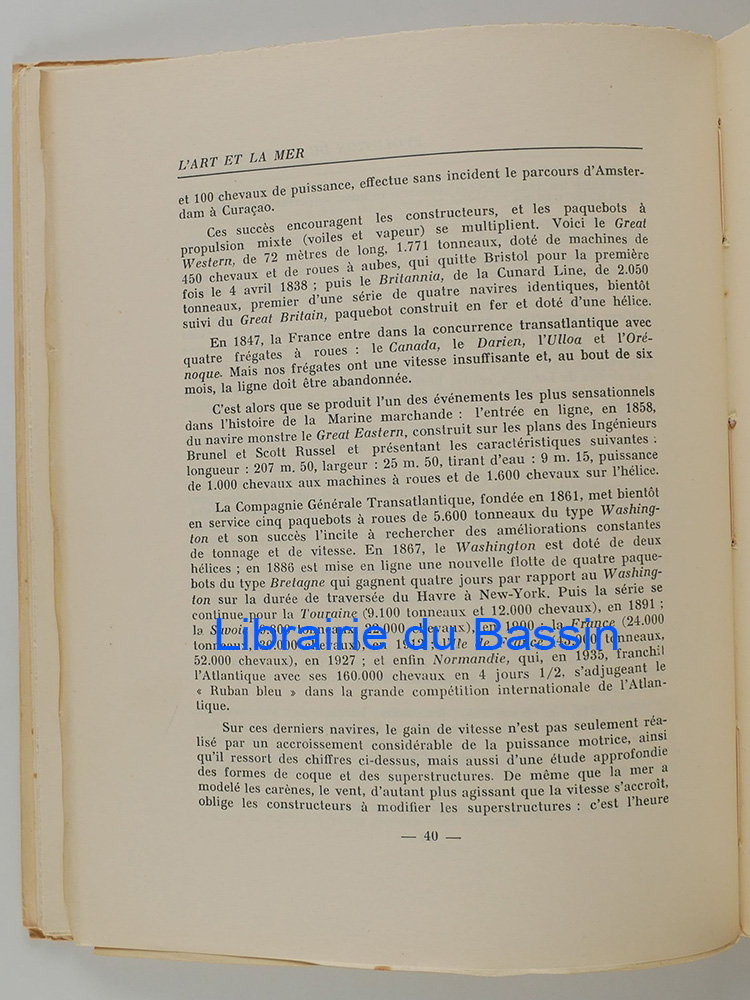 L'ART ET LA MER
et 100 chevaux de puissance, effectue sans incident le parcours d'Amster-
dam à Curaçao.
Ces succès encouragent les constructeurs, et les paquebots à
propulsion mixte (voiles et vapeur) se multiplient. Voici le Great
Western, de 72 mètres de long, 1.771 tonneaux, doté de machines de
450 chevaux et de roues à aubes, qui quitte Bristol pour la première
fois le 4 avril 1838 ; puis le Britannia, de la Cunard Line, de 2.050
tonneaux, premier d'une série de quatre navires identiques, bientôt
suivi du Great Britain, paquebot construit en fer et doté d'une hélice.
En 1847, la France entre dans la concurrence transatlantique avec
quatre frégates à roues : le Canada, le Darien, l'Ulloa et l'Oré-
noque. Mais nos frégates ont une vitesse insuffisante et, au bout de six
mois, la ligne doit être abandonnée.
C'est alors que se produit l'un des événements les plus sensationnels
dans l'histoire de la Marine marchande : l'entrée en ligne, en 1858,
du navire monstre le Great Eastern, construit sur les plans des Ingénieurs
Brunel et Scott Russel et présentant les caractéristiques suivantes :
longueur : 207 m. 50, largeur : 25 m. 50, tirant d'eau : 9 m. 15, puissance
de 1.000 chevaux aux machines à roues et de 1.600 chevaux sur l'hélice.
La Compagnie Générale Transatlantique, fondée en 1861, met bientôt
en service cinq paquebots à roues de 5.600 tonneaux du type Washing-
ton et son succès l'incite à rechercher des améliorations constantes
de tonnage et de vitesse. En 1867, le Washington est doté de deux
hélices ; en 1886 est mise en ligne une nouvelle flotte de quatre paque-
bots du type Bretagne qui gagnent quatre jours par rapport au Washing-
ton sur la durée de traversée du Havre à New-York. Puis la série se
continue pour la Touraine (9.100 tonneaux et 12.000 chevaux), en 1891 ;
la Savoie tonneaux, 22.000 chevaux), en 1900 ; la France (24.000
tonneaux, chevaux), 1912 ; l'Ile de France tonneaux,
52.000 chevaux), en 1927 ; et enfin Normandie, qui, en 1935, franchit
l'Atlantique avec ses 160.000 chevaux en 4 jours 1/2, s'adjugeant le
« Ruban bleu » dans la grande compétition internationale de l'Atlan-
tique.
Sur ces derniers navires, le gain de vitesse n'est pas seulement réa-
lisé par un accroissement considérable de la puissance motrice, ainsi
qu'il ressort des chiffres ci-dessus, mais aussi d'une étude approfondie
des formes de coque et des superstructures. De même que la mer a
modelé les carènes, le vent, d'autant plus agissant que la vitesse s'accroît,
oblige les constructeurs à modifier les superstructures : c'est l'heure
— 40 —
Librairie du Bassin